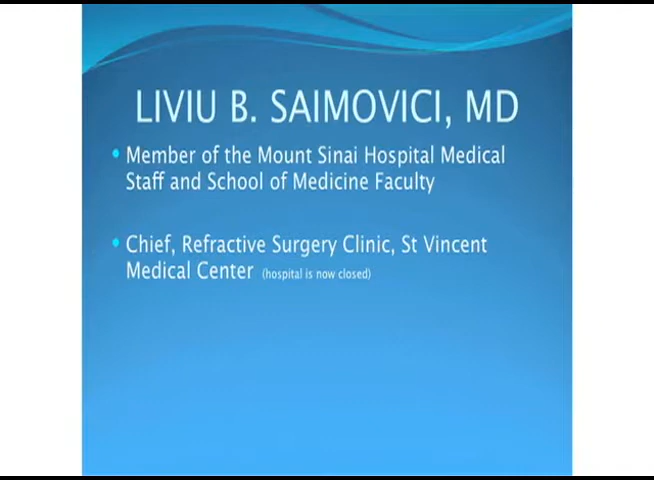 LIVIU B. SAIMOVICI, MD
• Member of the Mount Sinai Hospital Medical
Staff and School of Medicine Faculty
• Chief, Refractive Surgery Clinic, St Vincent
Medical Center (hospital is now closed)